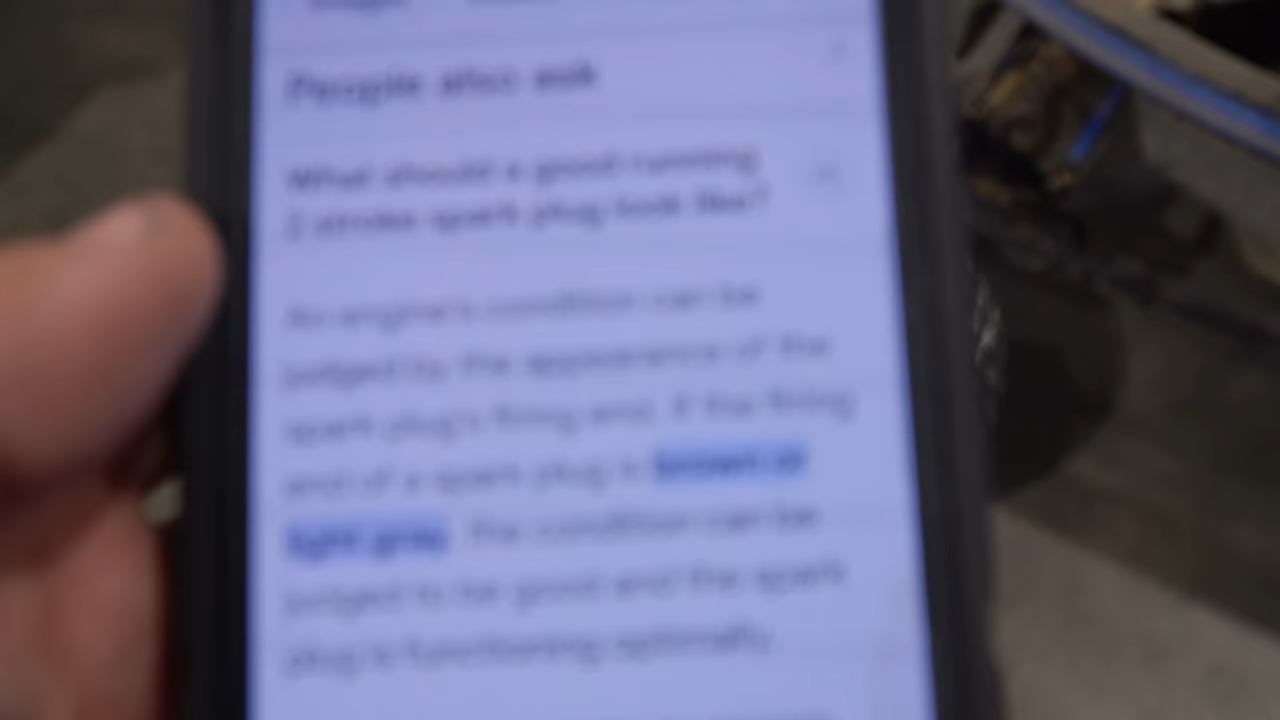 People also ask
What should a good running
2 stroke spark plug look like?
An engine's condition can be
judged by the appearance of the
spark plug's firing end. If the firing
end of a spark plug is brown or
light gray, the condition can be
judged to be good and the spark
plug is functioning optimally.